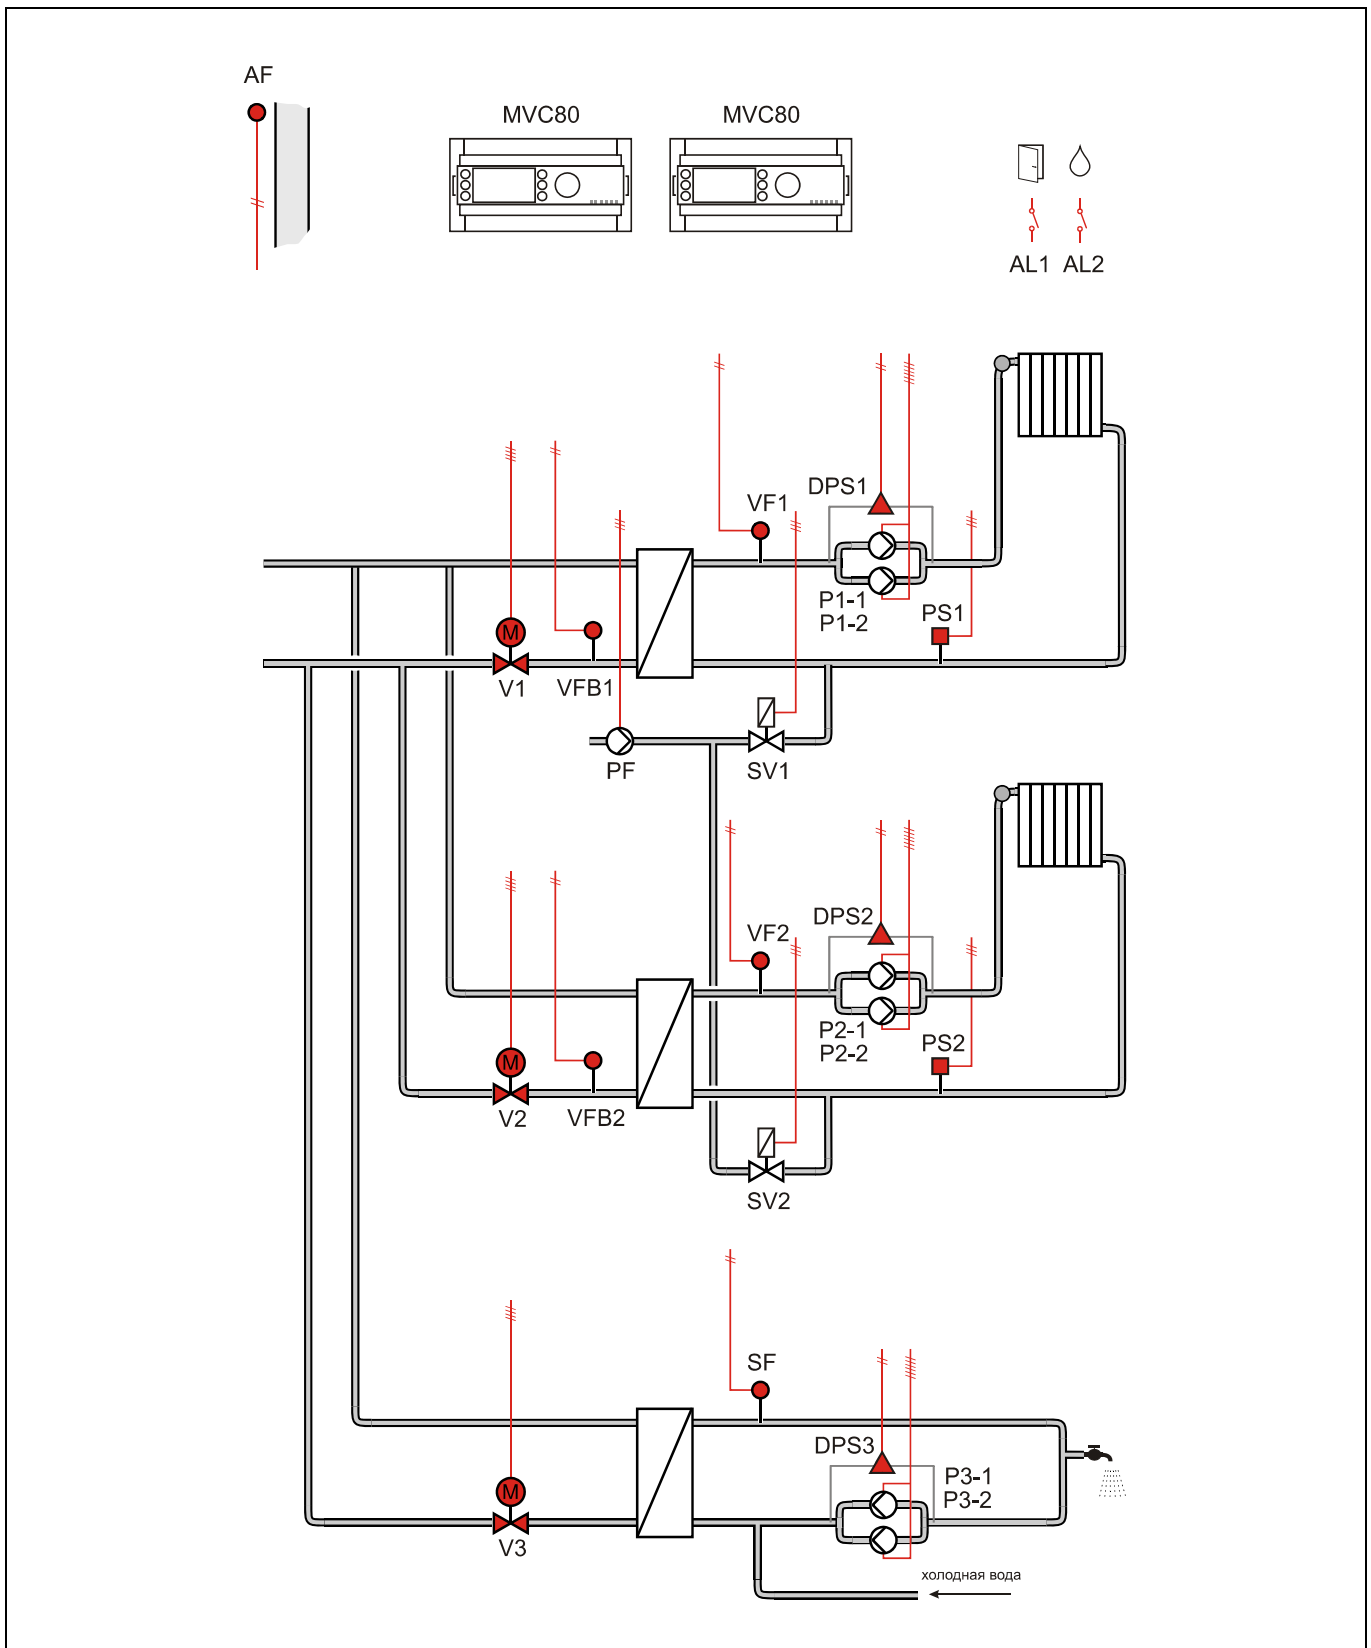 AF
MVC80
MVC80
AL1
AL2
VF1
DPS1
P1-1
P1-2
PS1
V1
VFB1
M
PF
SV1
VF2
DPS2
P2-1
P2-2
PS2
M
V2
VFB2
SV2
SF
DPS3
P3-1
P3-2
M
V3
холодная вода